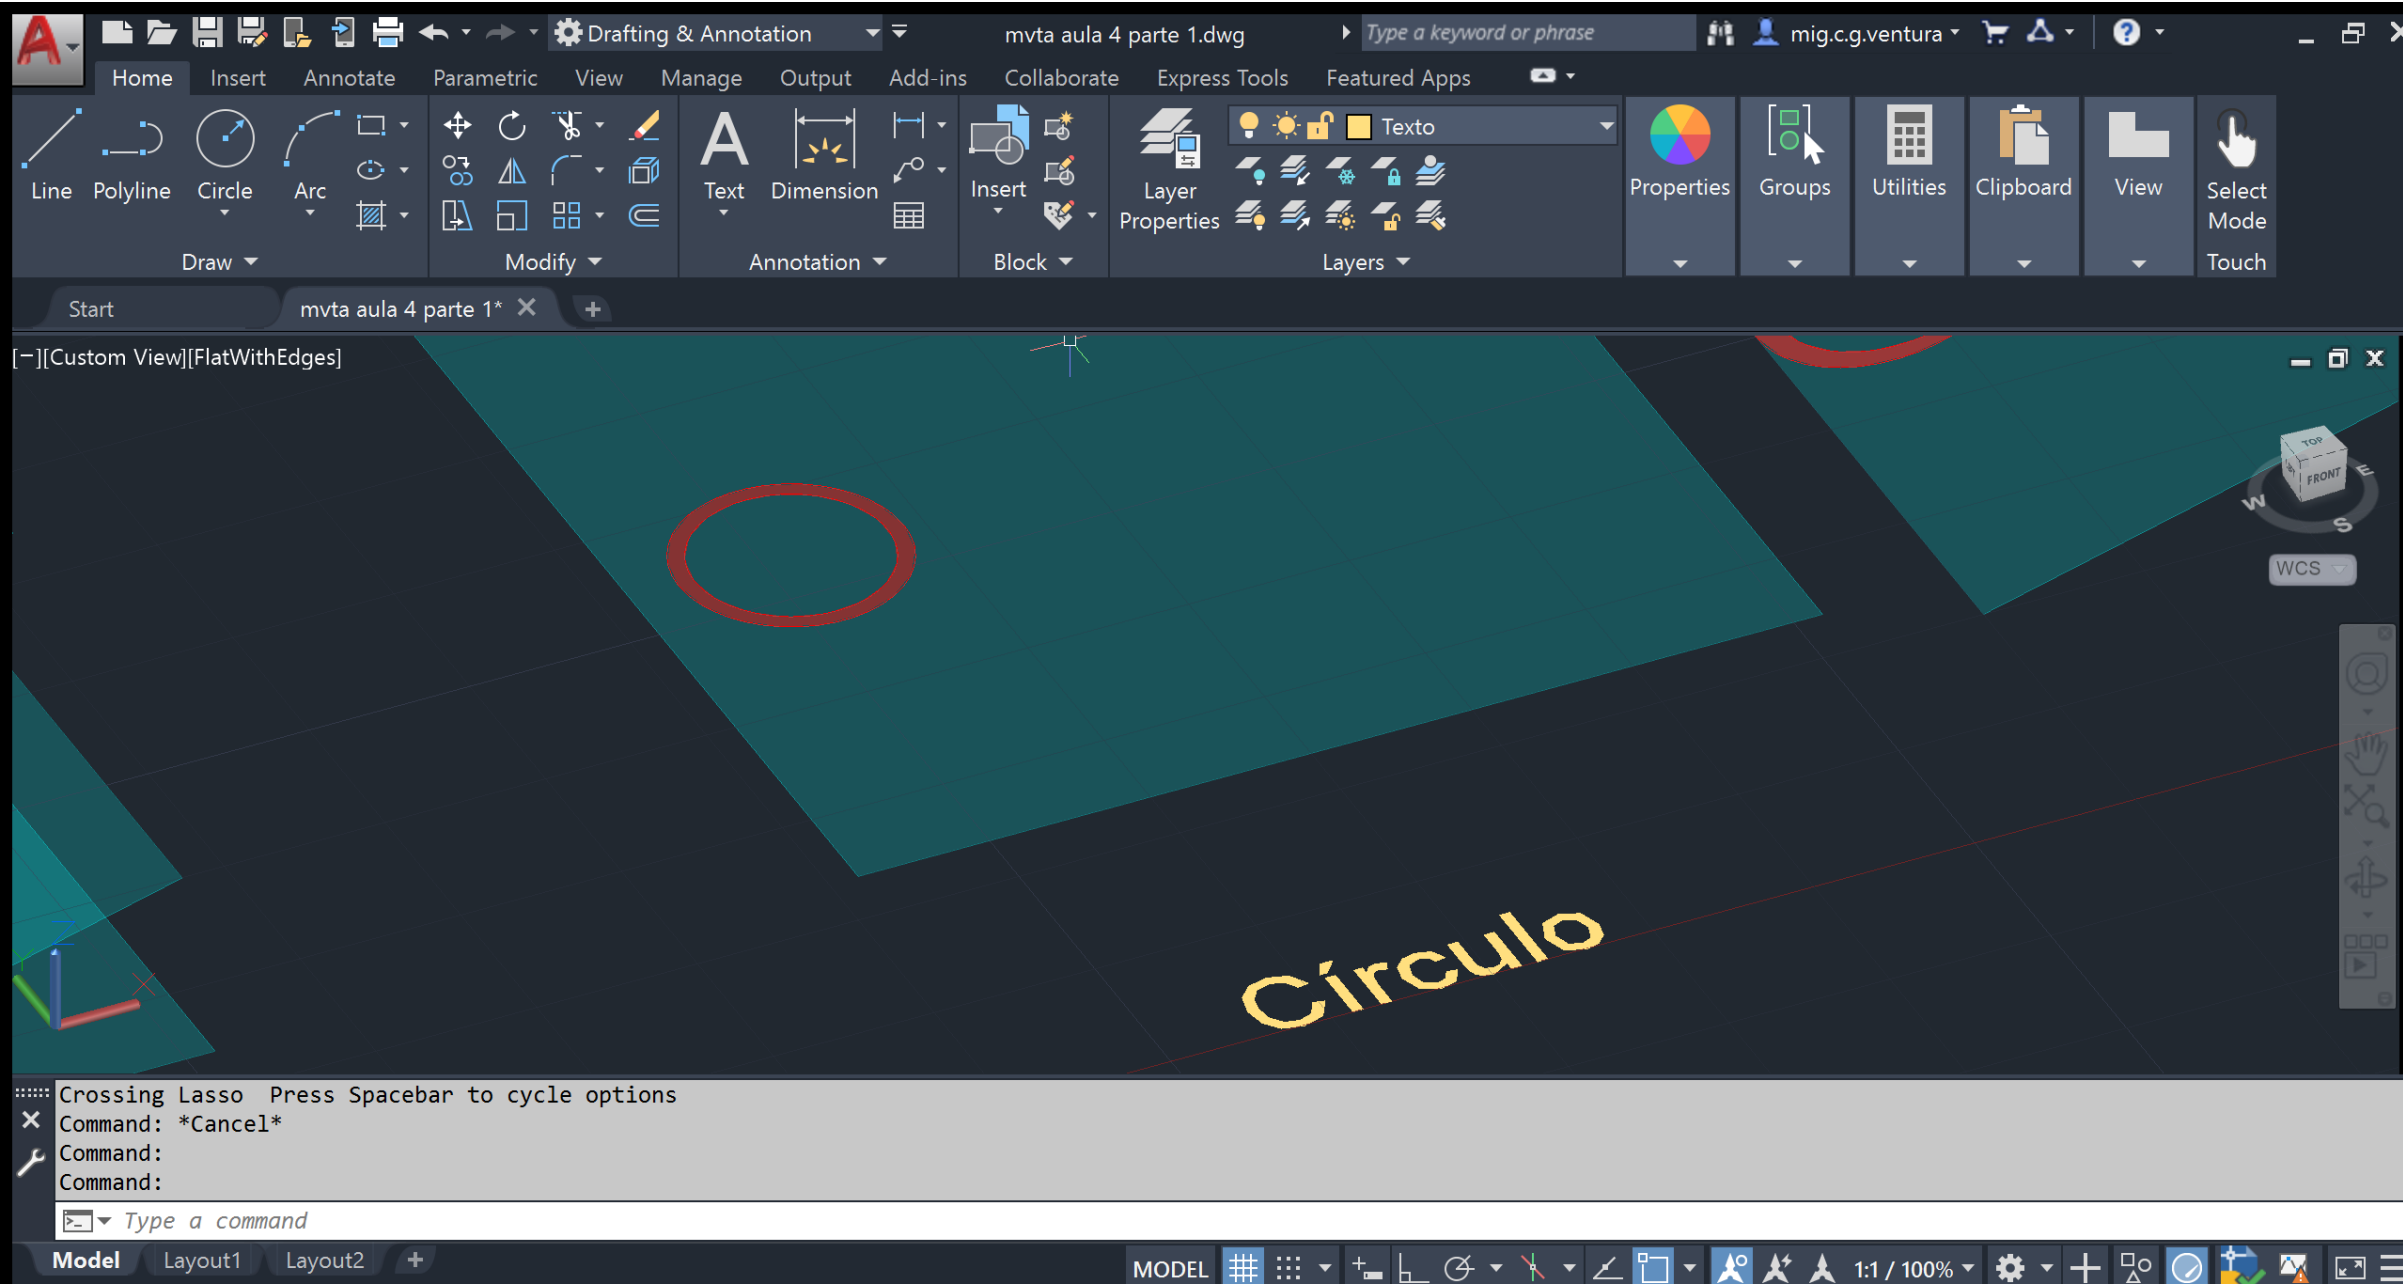 Drafting & Annotation
mvta aula 4 parte 1.dwg
Type a keyword or phrase
mig.c.g.ventura
Home Insert Annotate Parametric View Manage Output Add-ins Collaborate Express Tools Featured Apps
Texto
Line Polyline Circle Arc
Text Dimension
Insert
Layer Properties
Properties Groups Utilities Clipboard View
Select Mode
Draw Modify Annotation Block Layers Touch
Start mvta aula 4 parte 1*
[−][Custom View][FlatWithEdges]
TOP
FRONT
W E S
WCS
Círculo
Crossing Lasso  Press Spacebar to cycle options
Command: *Cancel*
Command:
Command:
Type a command
Model Layout1 Layout2
MODEL 1:1 / 100%